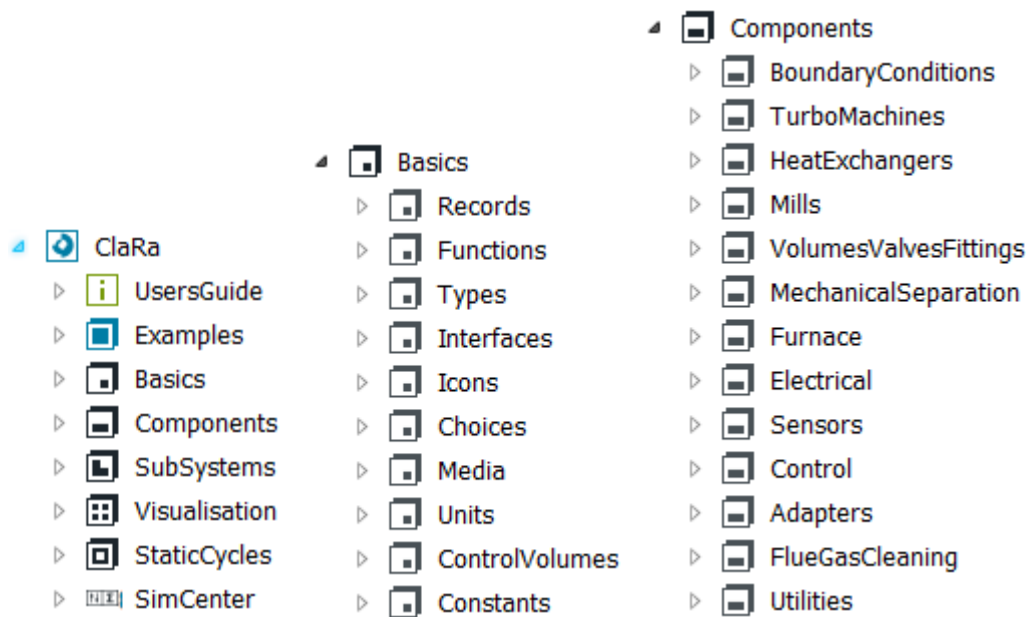 ClaRa
UsersGuide
Examples
Basics
Components
SubSystems
Visualisation
StaticCycles
SimCenter
Basics
Records
Functions
Types
Interfaces
Icons
Choices
Media
Units
ControlVolumes
Constants
Components
BoundaryConditions
TurboMachines
HeatExchangers
Mills
VolumesValvesFittings
MechanicalSeparation
Furnace
Electrical
Sensors
Control
Adapters
FlueGasCleaning
Utilities